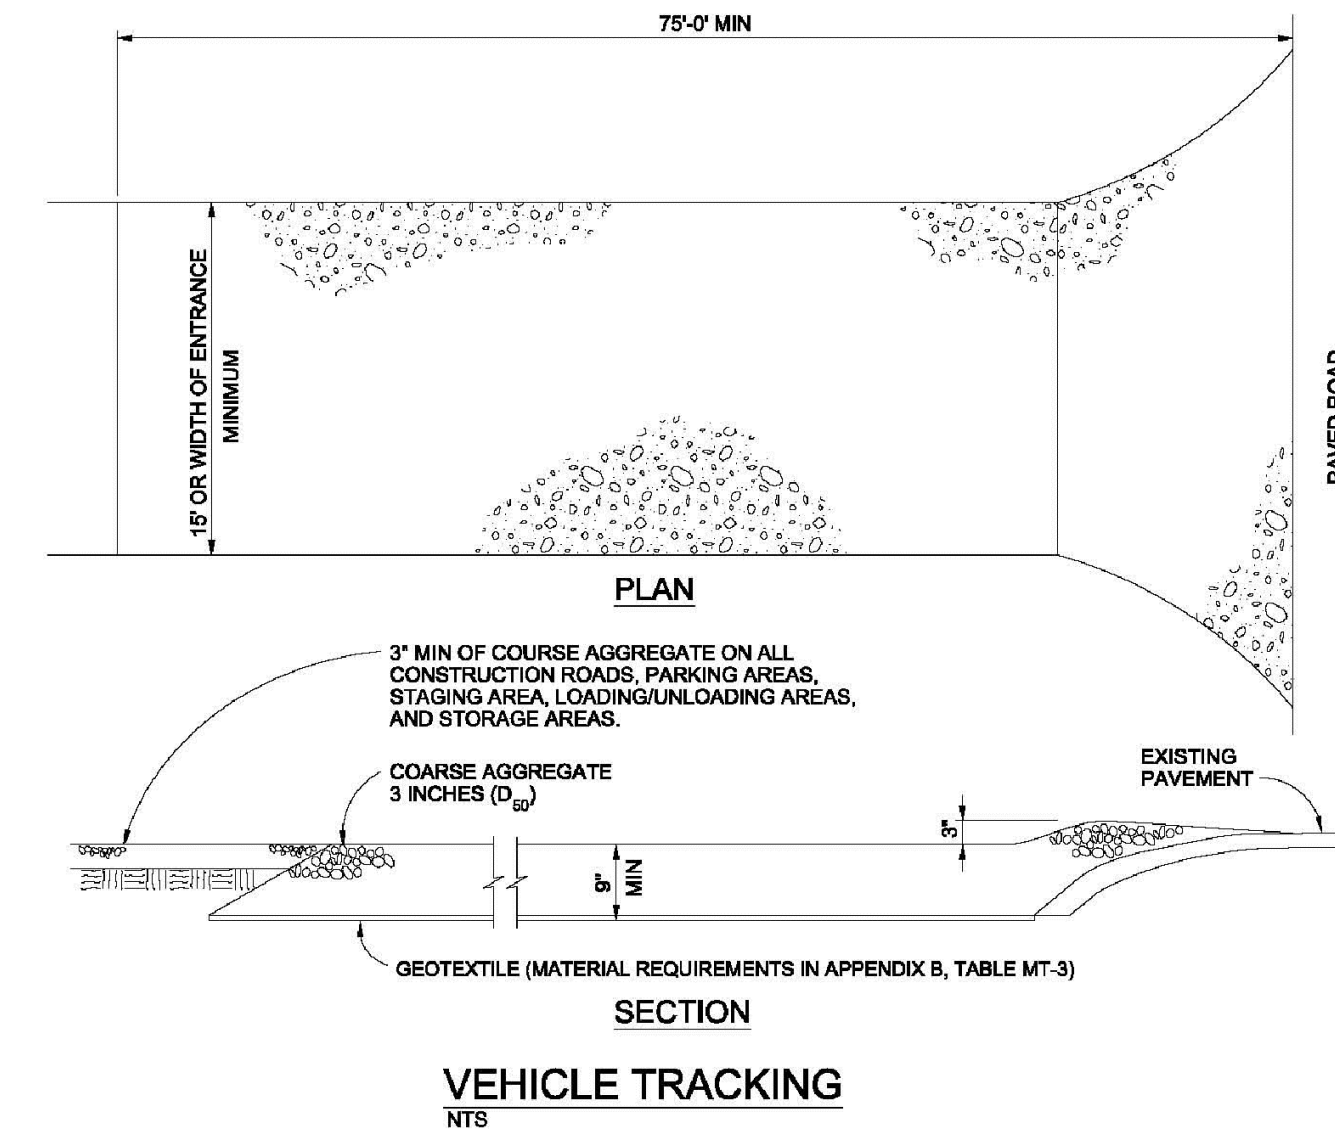 75'-0' MIN
15' OR WIDTH OF ENTRANCE
MINIMUM
PAVED ROAD
PLAN
3" MIN OF COURSE AGGREGATE ON ALL
CONSTRUCTION ROADS, PARKING AREAS,
STAGING AREA, LOADING/UNLOADING AREAS,
AND STORAGE AREAS.
COARSE AGGREGATE
3 INCHES (D50)
EXISTING
PAVEMENT
3"
9"
MIN
GEOTEXTILE (MATERIAL REQUIREMENTS IN APPENDIX B, TABLE MT-3)
SECTION
VEHICLE TRACKING
NTS